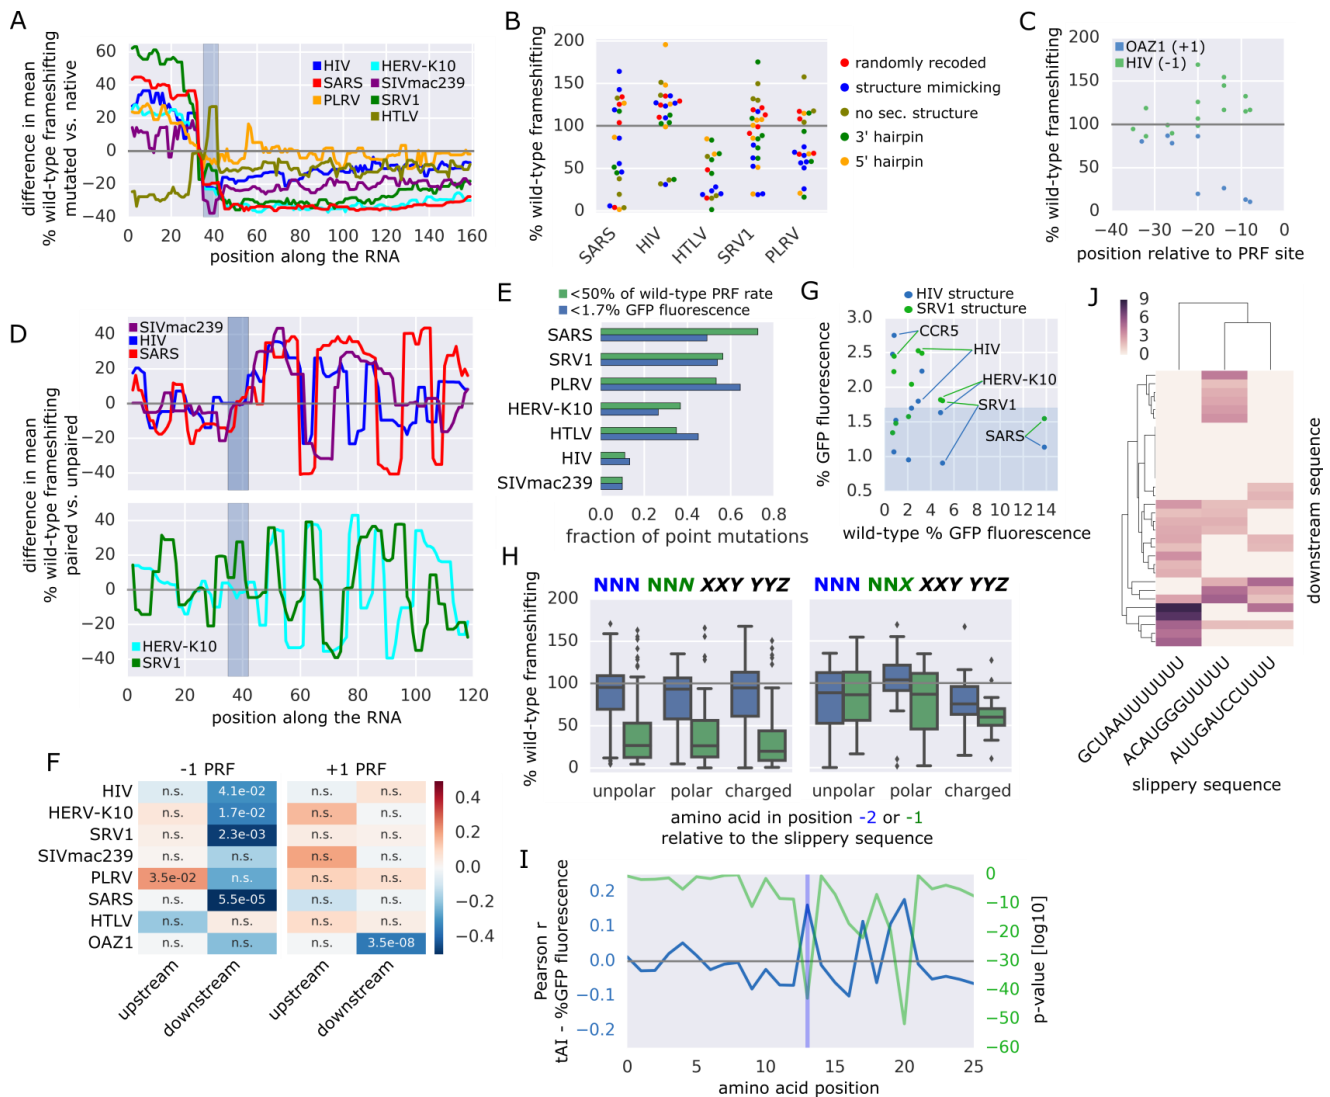 A
difference in mean
% wild-type frameshifting
mutated vs. native
60
40
20
0
−20
−40
HIV
SARS
PLRV
HERV-K10
SIVmac239
SRV1
HTLV
0 20 40 60 80 100 120 140 160
position along the RNA
B
% wild-type frameshifting
200
150
100
50
0
SARS
HIV
HTLV
SRV1
PLRV
randomly recoded
structure mimicking
no sec. structure
3' hairpin
5' hairpin
C
% wild-type frameshifting
200
150
100
50
0
OAZ1 (+1)
HIV (-1)
−40 −30 −20 −10 0
position relative to PRF site
D
difference in mean
% wild-type frameshifting
paired vs. unpaired
SIVmac239
HIV
SARS
40
20
0
−20
−40
40
20
0
−20
−40
HERV-K10
SRV1
0 20 40 60 80 100 120
position along the RNA
E
<50% of wild-type PRF rate
<1.7% GFP fluorescence
SARS
SRV1
PLRV
HERV-K10
HTLV
HIV
SIVmac239
0.0 0.2 0.4 0.6 0.8
fraction of point mutations
G
HIV structure
SRV1 structure
% GFP fluorescence
3.0
2.5
2.0
1.5
1.0
0.5
CCR5
HIV
HERV-K10
SRV1
SARS
0 2 4 6 8 10 12 14
wild-type % GFP fluorescence
J
9
6
3
0
downstream sequence
GCUAAUUUUUUU
ACAUGGGUUUUU
AUUGAUCCUUUU
slippery sequence
H
NNN NNN XXY YYZ
NNN NNX XXY YYZ
% wild-type frameshifting
200
150
100
50
0
unpolar polar charged
unpolar polar charged
amino acid in position -2 or -1
relative to the slippery sequence
F
-1 PRF
+1 PRF
HIV n.s. 4.1e-02 n.s. n.s.
HERV-K10 n.s. 1.7e-02 n.s. n.s.
SRV1 n.s. 2.3e-03 n.s. n.s.
SIVmac239 n.s. n.s. n.s. n.s.
PLRV 3.5e-02 n.s. n.s. n.s.
SARS n.s. 5.5e-05 n.s. n.s.
HTLV n.s. n.s. n.s. n.s.
OAZ1 n.s. n.s. n.s. 3.5e-08
upstream
downstream
upstream
downstream
0.4
0.2
0.0
−0.2
−0.4
I
Pearson r
tAI - %GFP fluorescence
0.2
0.1
0.0
−0.1
−0.2
0
−10
−20
−30
−40
−50
−60
p-value [log10]
0 5 10 15 20 25
amino acid position